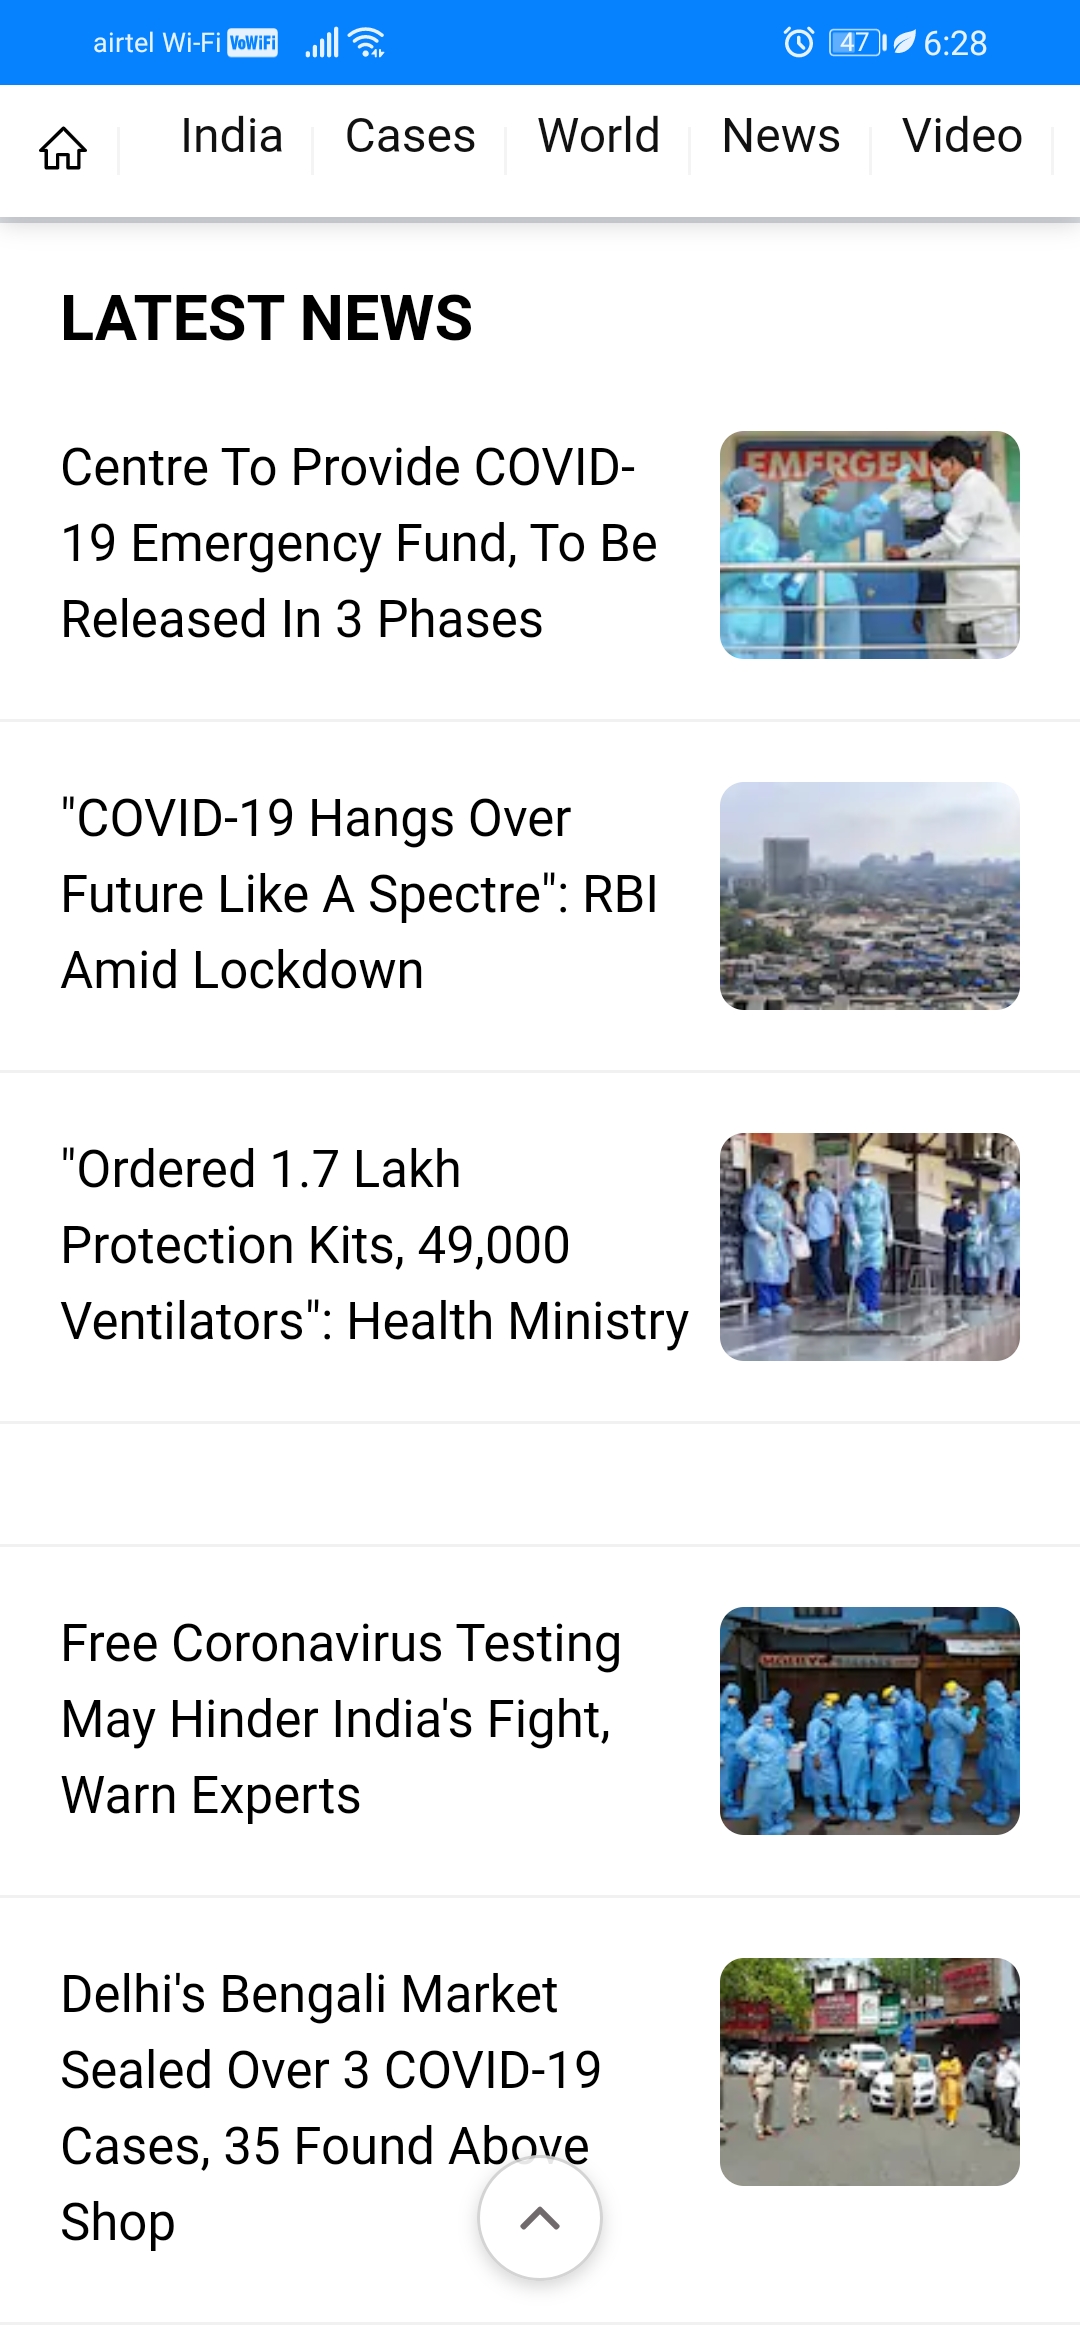 airtel Wi-Fi VoWiFi 47 6:28
India Cases World News Video
LATEST NEWS
Centre To Provide COVID-
19 Emergency Fund, To Be
Released In 3 Phases
EMERGEN
"COVID-19 Hangs Over
Future Like A Spectre": RBI
Amid Lockdown
"Ordered 1.7 Lakh
Protection Kits, 49,000
Ventilators": Health Ministry
Free Coronavirus Testing
May Hinder India's Fight,
Warn Experts
Delhi's Bengali Market
Sealed Over 3 COVID-19
Cases, 35 Found Above
Shop